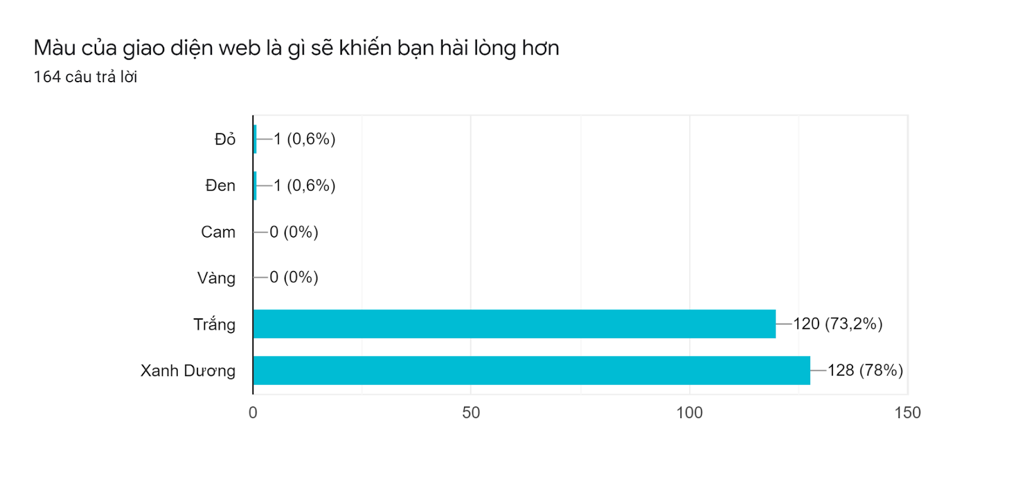 Màu của giao diện web là gì sẽ khiến bạn hài lòng hơn
164 câu trả lời
Đỏ 1 (0,6%)
Đen 1 (0,6%)
Cam 0 (0%)
Vàng 0 (0%)
Trắng 120 (73,2%)
Xanh Dương 128 (78%)
0 50 100 150